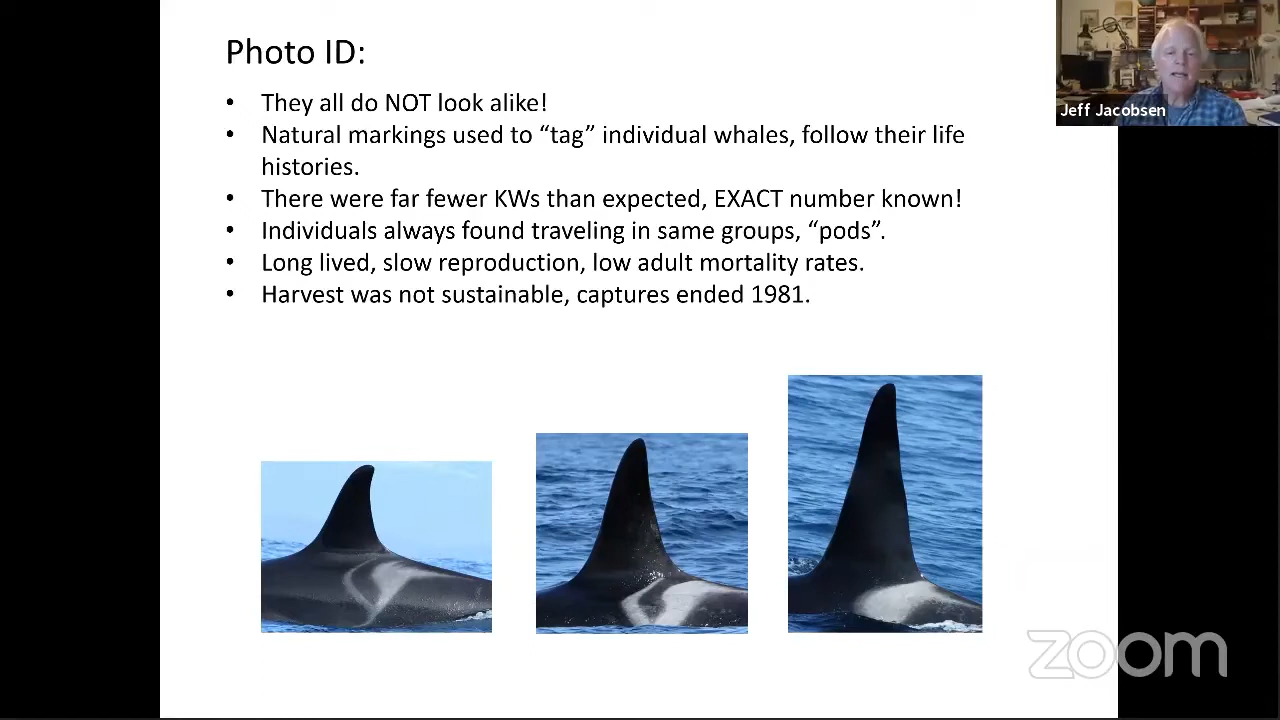 Photo ID:
• They all do NOT look alike!
• Natural markings used to “tag” individual whales, follow their life
histories.
• There were far fewer KWs than expected, EXACT number known!
• Individuals always found traveling in same groups, “pods”.
• Long lived, slow reproduction, low adult mortality rates.
• Harvest was not sustainable, captures ended 1981.
Jeff Jacobsen
zoom